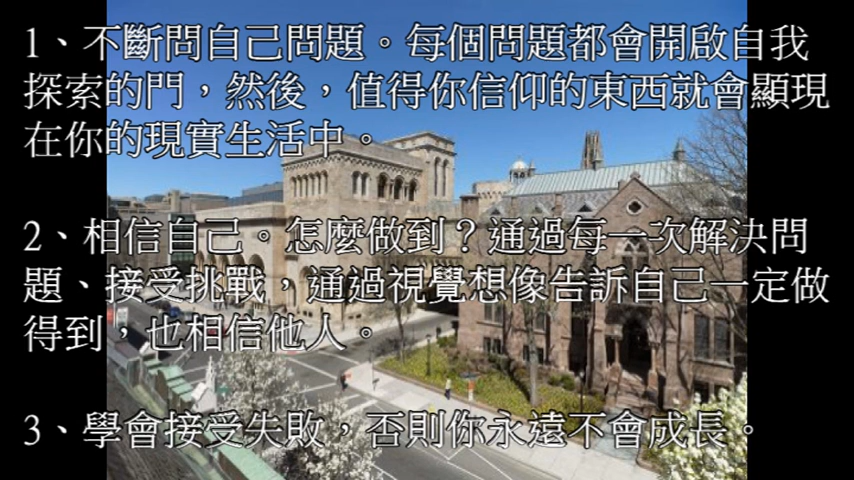 1、不斷問自己問題。每個問題都會開啟自我
探索的門，然後，值得你信仰的東西就會顯現
在你的現實生活中。
2、相信自己。怎麼做到？通過每一次解決問
題、接受挑戰，通過視覺想像告訴自己一定做
得到，也相信他人。
3、學會接受失敗，否則你永遠不會成長。